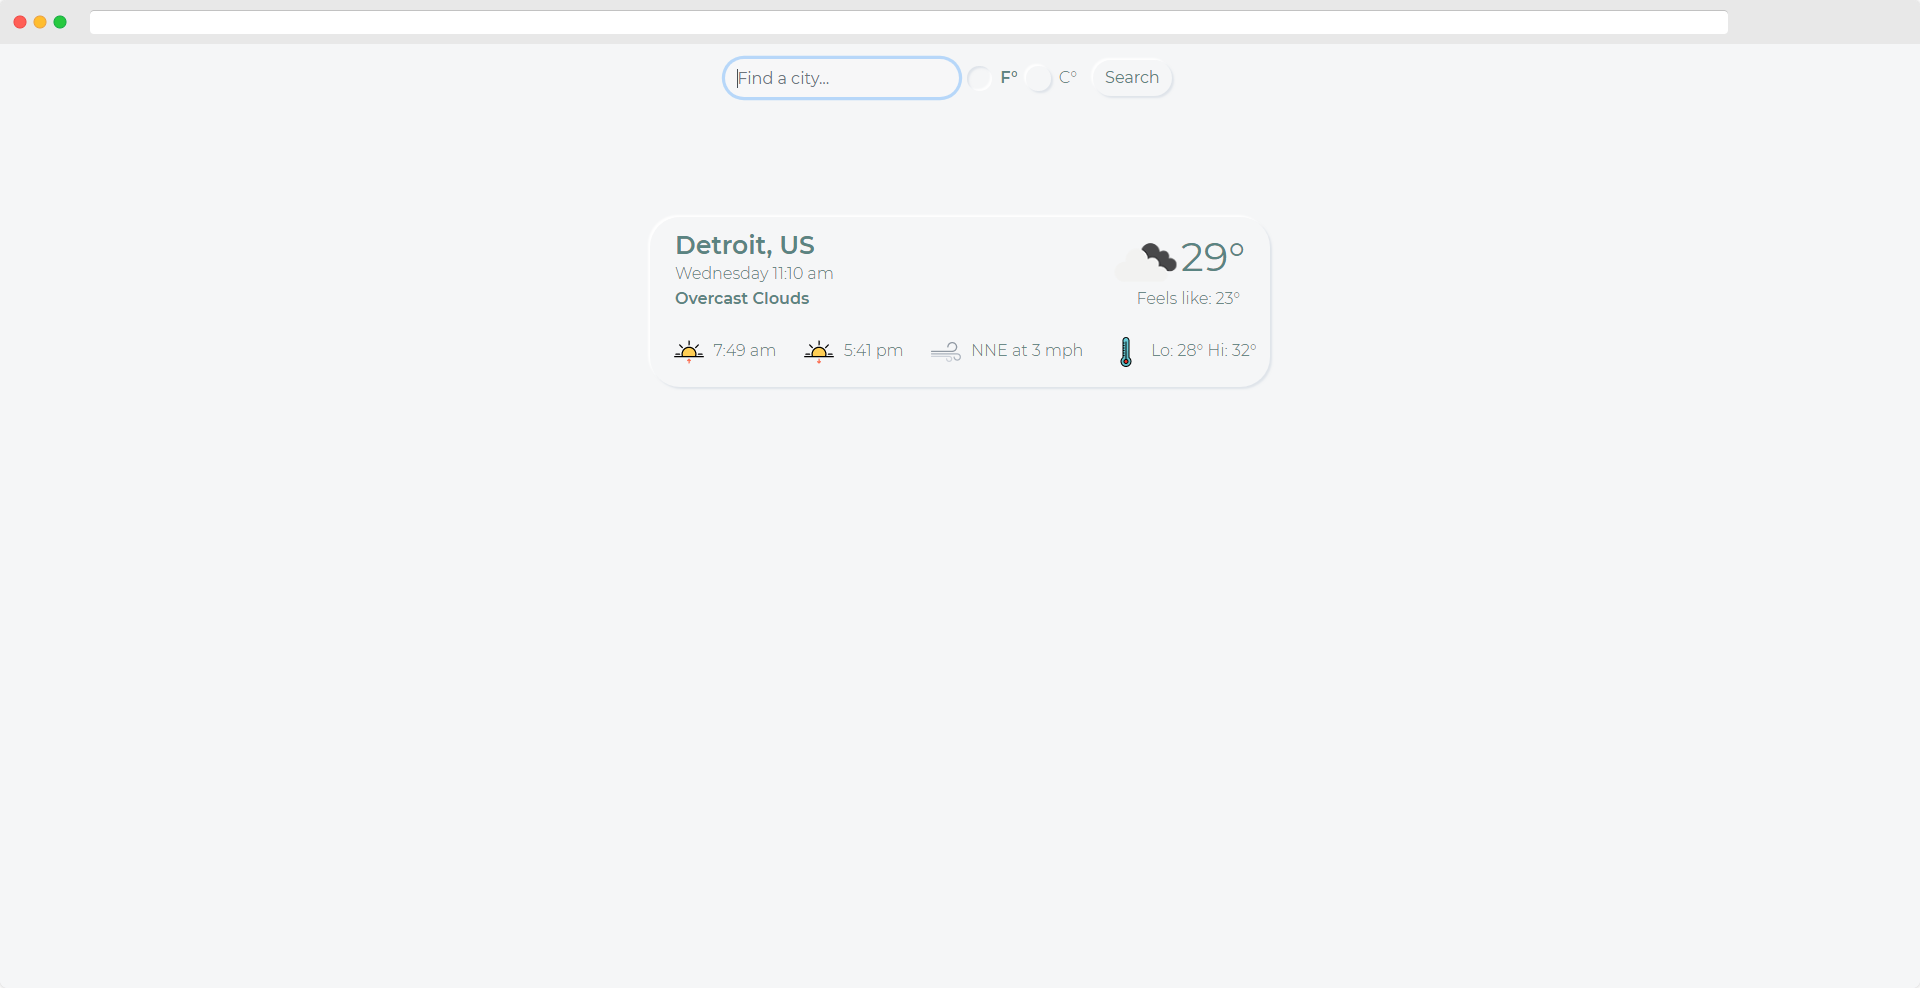 Find a city... F° C° Search
Detroit, US
29°
Wednesday 11:10 am
Overcast Clouds
Feels like: 23°
7:49 am 5:41 pm NNE at 3 mph Lo: 28° Hi: 32°